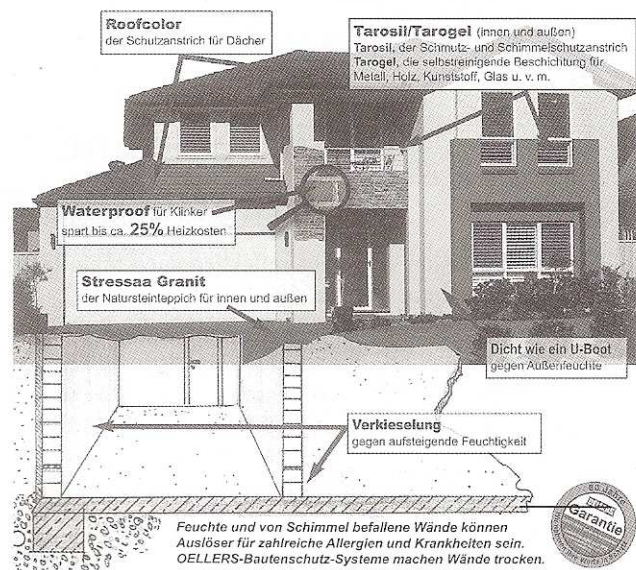 Roofcolor
der Schutzanstrich für Dächer
Tarosil/Tarogel (innen und außen)
Tarosil, der Schmutz- und Schimmelschutzanstrich
Tarogel, die selbstreinigende Beschichtung für
Metall, Holz, Kunststoff, Glas u. v. m.
Waterproof für Klinker
spart bis ca. 25% Heizkosten
Stressaa Granit
der Natursteinteppich für innen und außen
Dicht wie ein U-Boot
gegen Außenfeuchte
Verkieselung
gegen aufsteigende Feuchtigkeit
Feuchte und von Schimmel befallene Wände können
Auslöser für zahlreiche Allergien und Krankheiten sein.
OELLERS-Bautenschutz-Systeme machen Wände trocken.
Jahre
Garantie